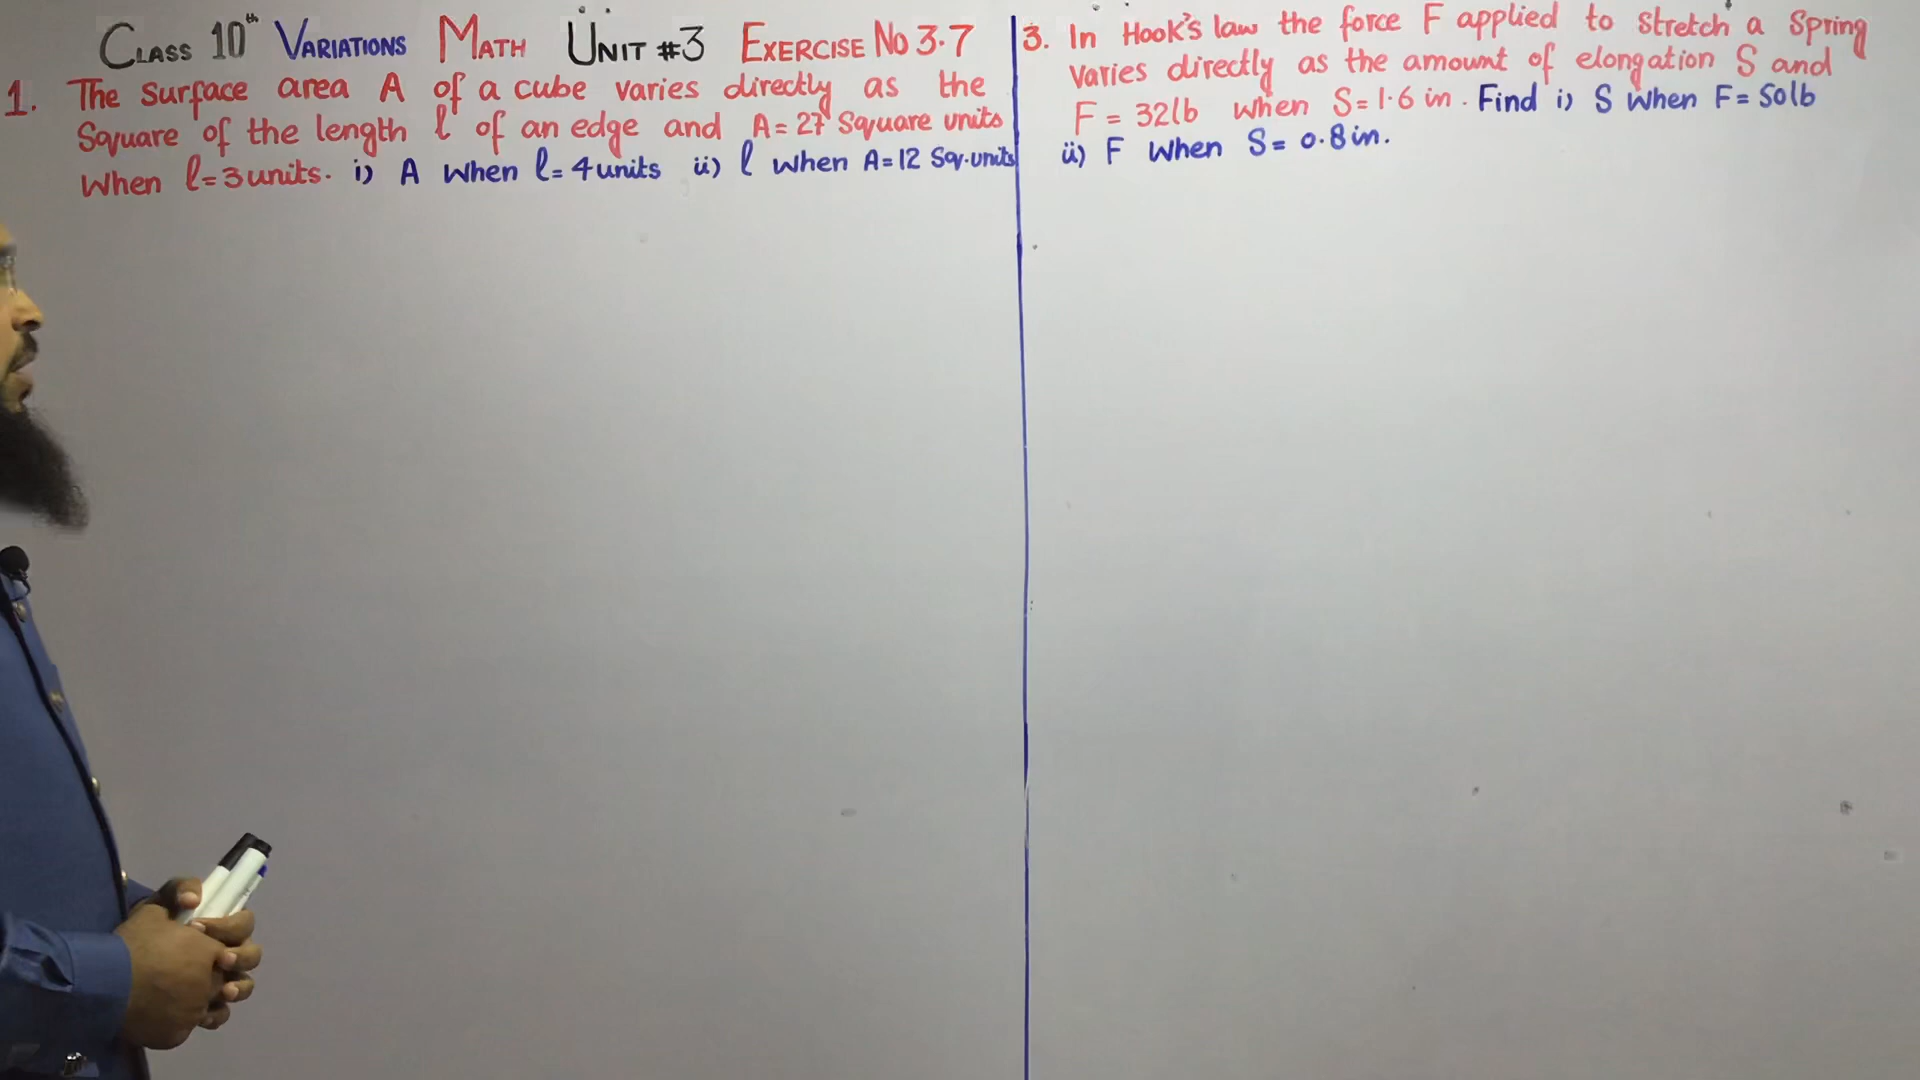 CLASS 10th VARIATIONS MATH UNIT #3 EXERCISE NO 3.7
1. The surface area A of a cube varies directly as the
Square of the length l of an edge and A = 27 Square units
When l = 3 units. i) A when l = 4 units ii) l when A = 12 Sq. units
3. In Hook's law the force F applied to stretch a Spring
varies directly as the amount of elongation S and
F = 32lb when S = 1.6 in. Find i) S when F = 50lb
ii) F when S = 0.8 in.